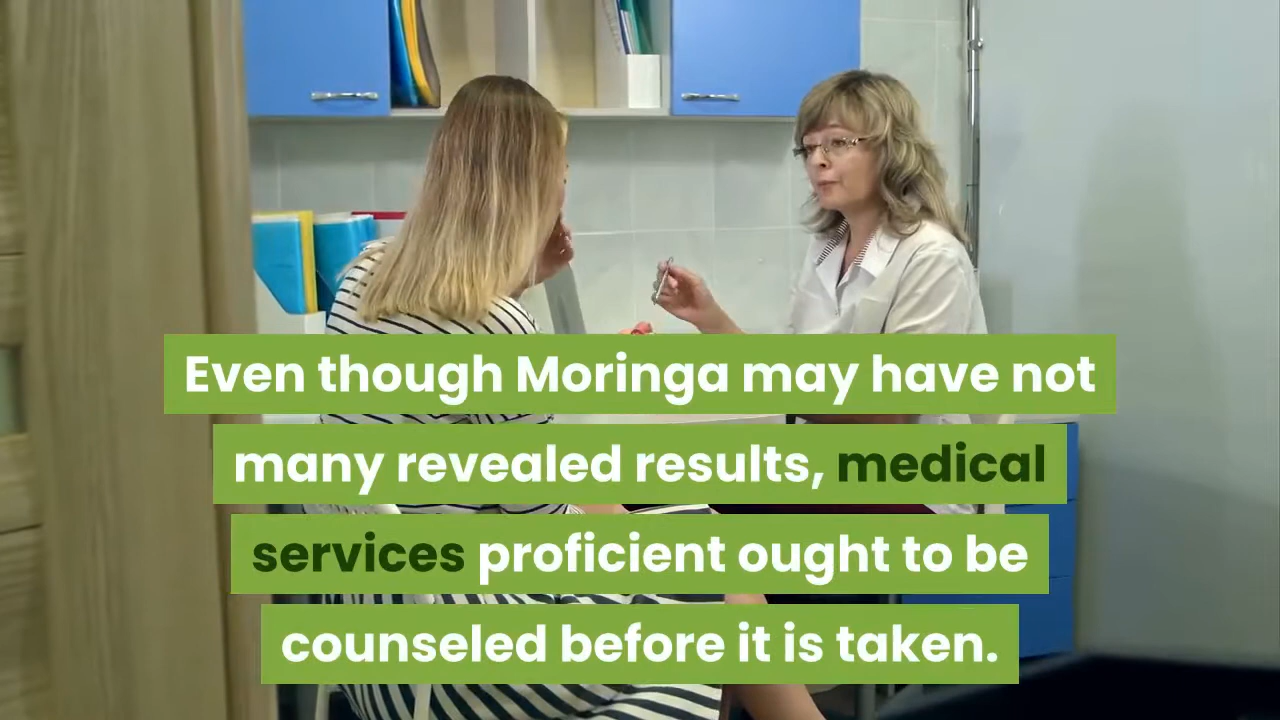 Even though Moringa may have not
many revealed results, medical
services proficient ought to be
counseled before it is taken.